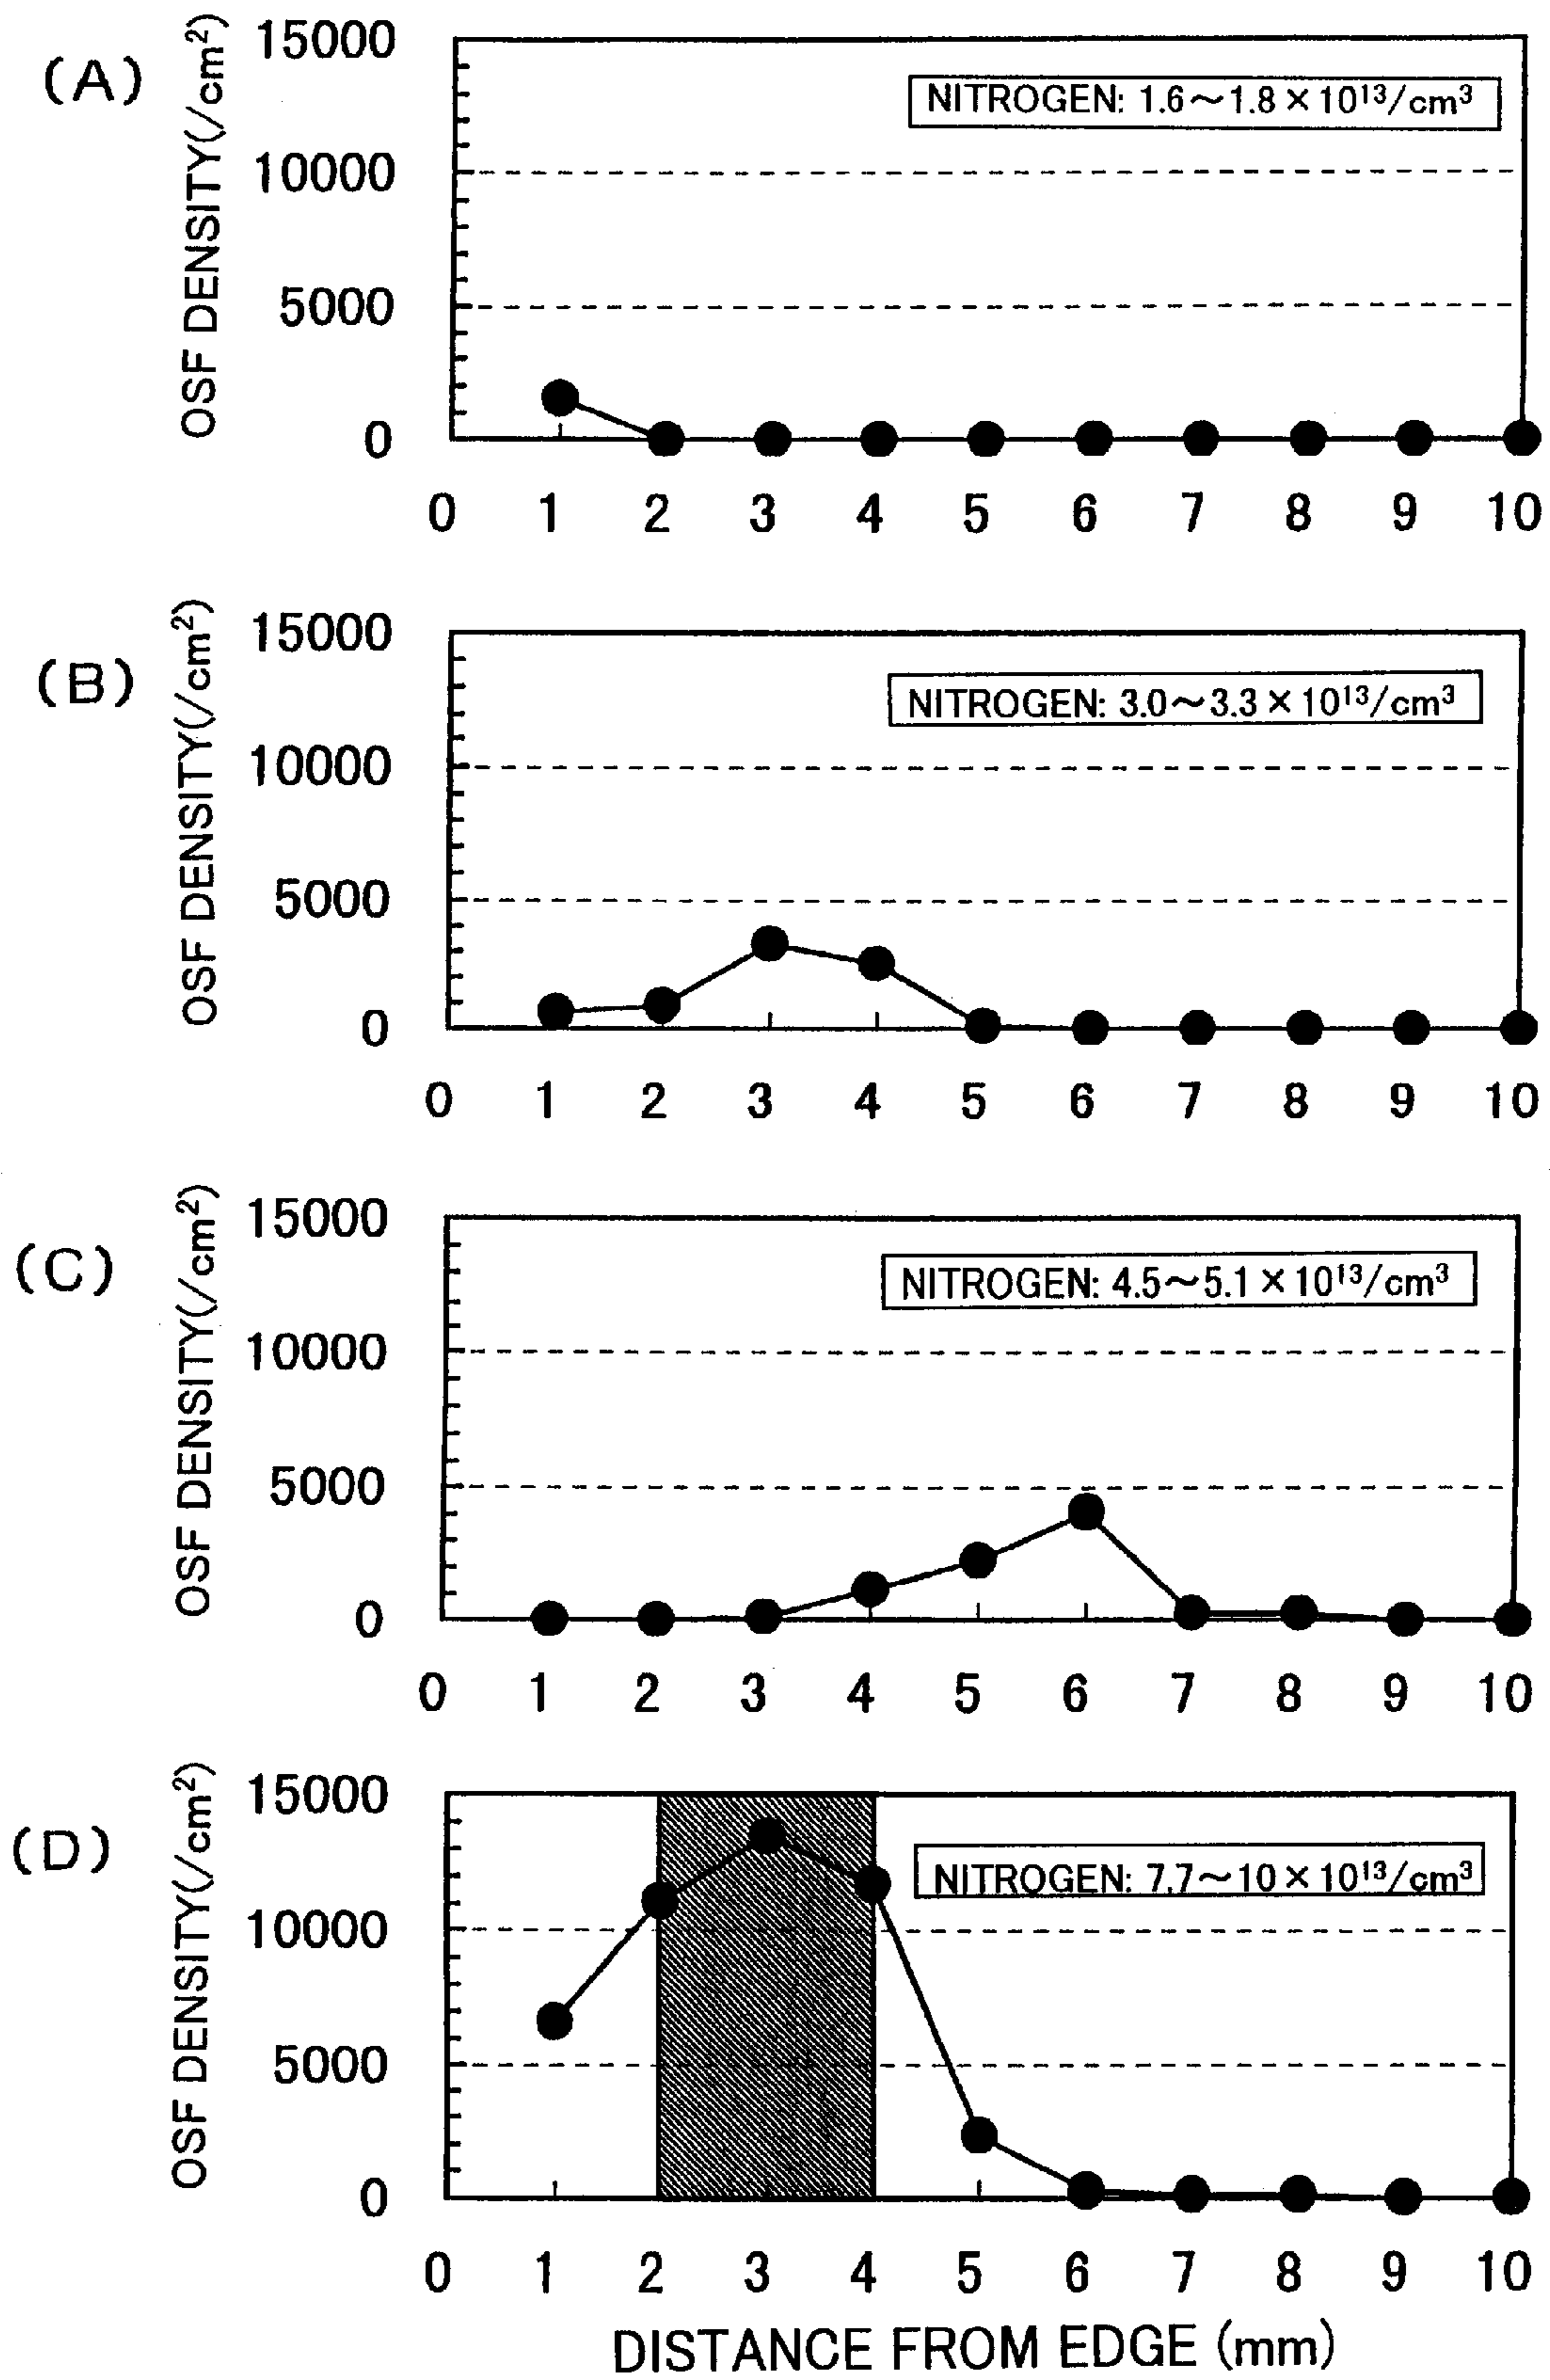 (A)
OSF DENSITY(/cm²)
15000
10000
5000
0
NITROGEN: 1.6～1.8×10¹³/cm³
0 1 2 3 4 5 6 7 8 9 10
(B)
OSF DENSITY(/cm²)
15000
10000
5000
0
NITROGEN: 3.0～3.3×10¹³/cm³
0 1 2 3 4 5 6 7 8 9 10
(C)
OSF DENSITY(/cm²)
15000
10000
5000
0
NITROGEN: 4.5～5.1×10¹³/cm³
0 1 2 3 4 5 6 7 8 9 10
(D)
OSF DENSITY(/cm²)
15000
10000
5000
0
NITROGEN: 7.7～10×10¹³/cm³
0 1 2 3 4 5 6 7 8 9 10
DISTANCE FROM EDGE (mm)